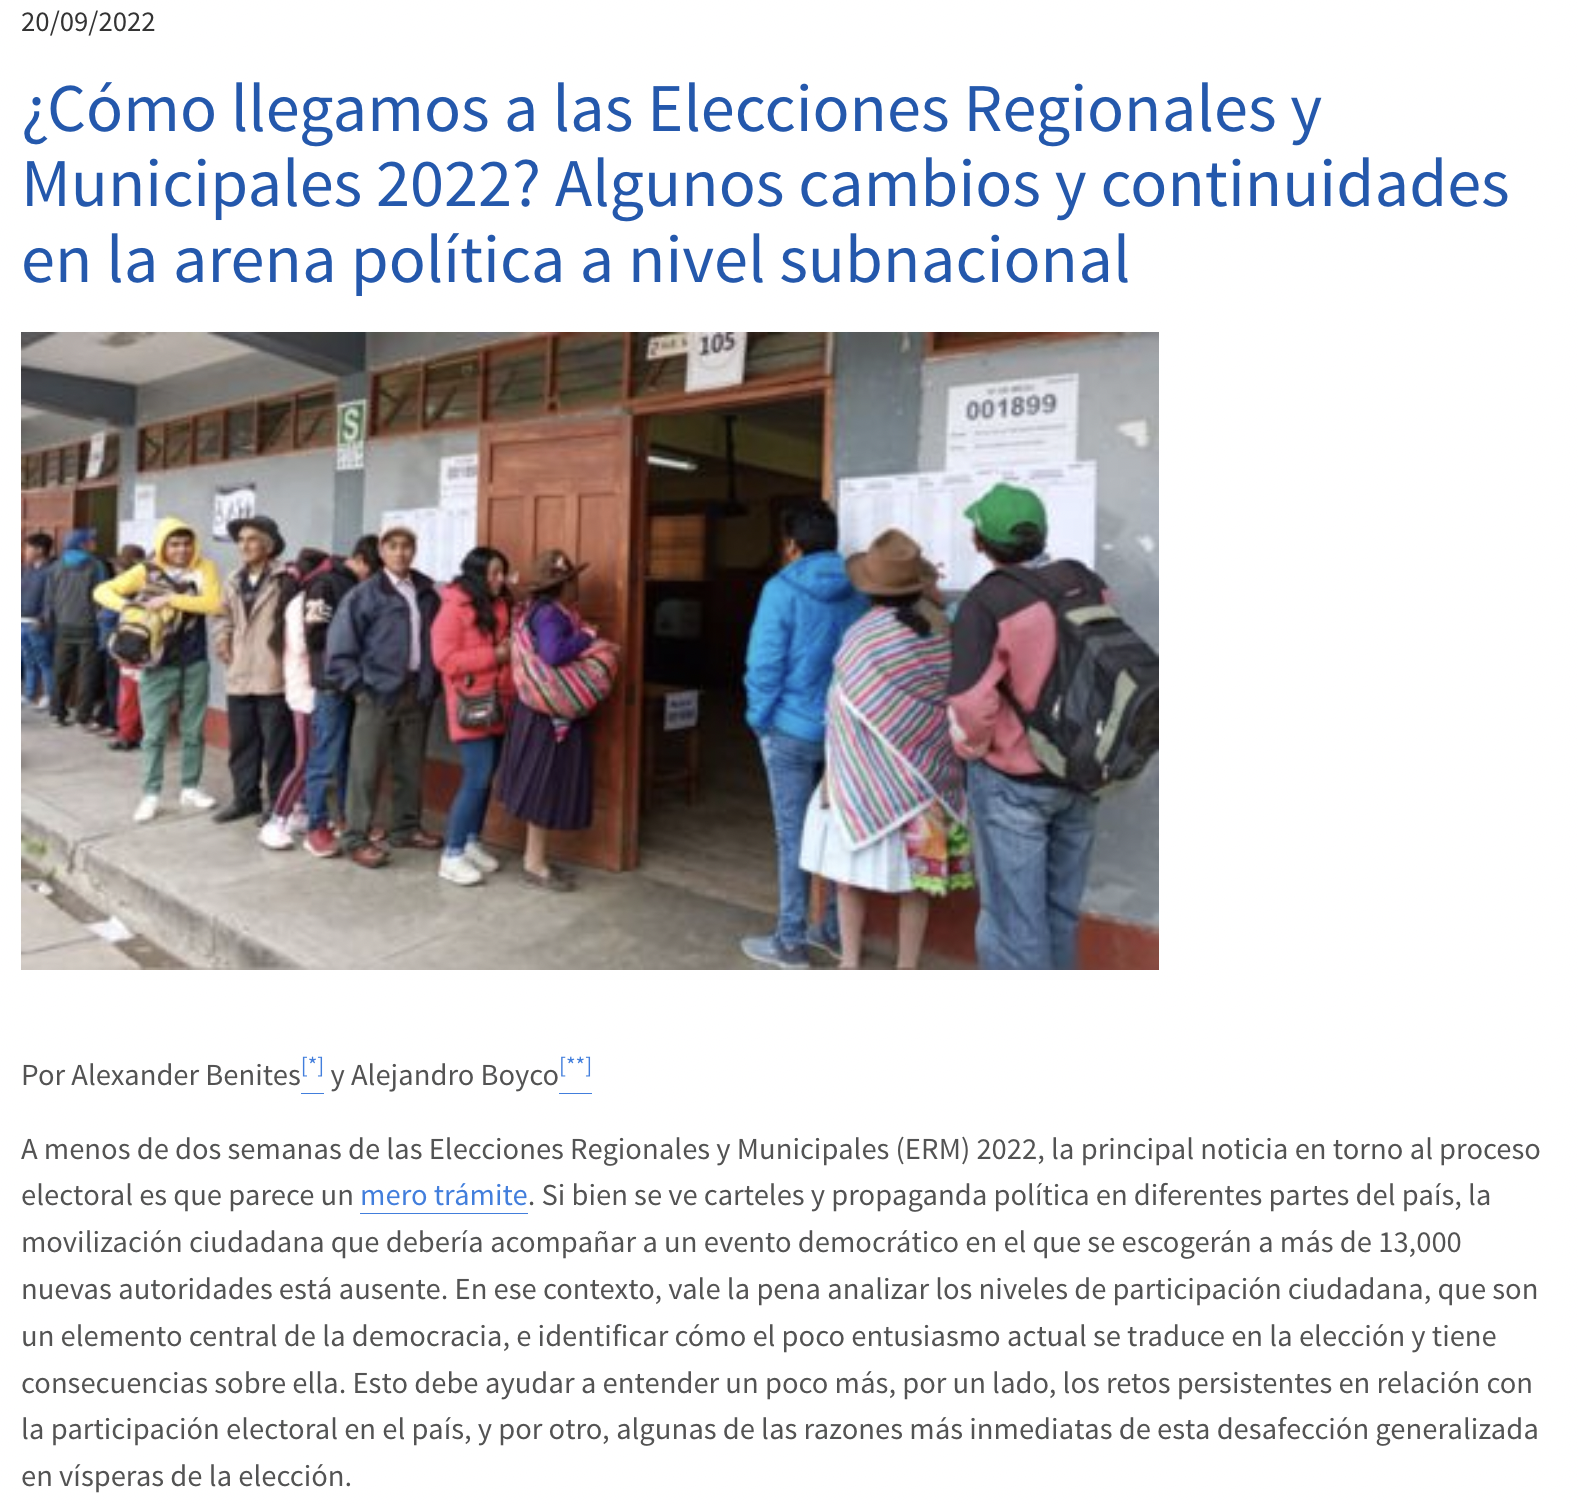 20/09/2022
¿Cómo llegamos a las Elecciones Regionales y
Municipales 2022? Algunos cambios y continuidades
en la arena política a nivel subnacional
105
001899
S
Por Alexander Benites[*] y Alejandro Boyco[**]
A menos de dos semanas de las Elecciones Regionales y Municipales (ERM) 2022, la principal noticia en torno al proceso
electoral es que parece un mero trámite. Si bien se ve carteles y propaganda política en diferentes partes del país, la
movilización ciudadana que debería acompañar a un evento democrático en el que se escogerán a más de 13,000
nuevas autoridades está ausente. En ese contexto, vale la pena analizar los niveles de participación ciudadana, que son
un elemento central de la democracia, e identificar cómo el poco entusiasmo actual se traduce en la elección y tiene
consecuencias sobre ella. Esto debe ayudar a entender un poco más, por un lado, los retos persistentes en relación con
la participación electoral en el país, y por otro, algunas de las razones más inmediatas de esta desafección generalizada
en vísperas de la elección.